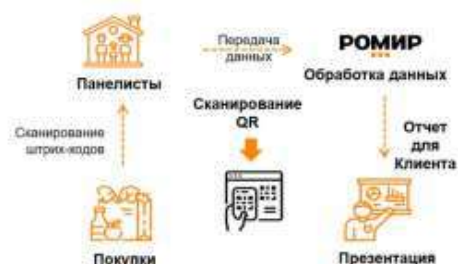 Передача
данных
РОМИР
Панелисты
Обработка данных
Сканирование
QR
Сканирование
штрих-кодов
Отчет
для
Клиента
Покупки
Презентация